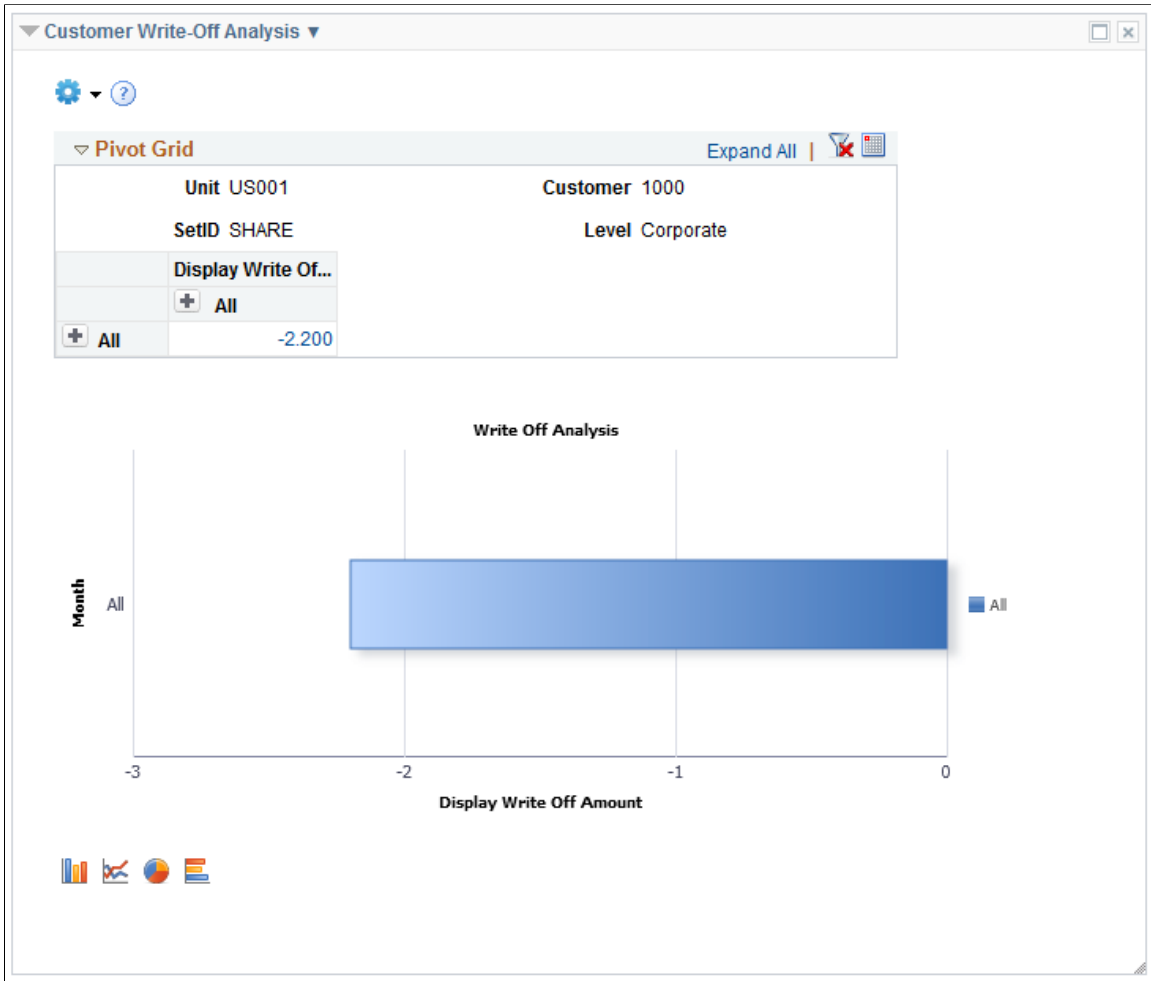 Customer Write-Off Analysis ▼
?
Pivot Grid Expand All |
Unit US001 Customer 1000
SetID SHARE Level Corporate
Display Write Of...
All
All -2.200
Write Off Analysis
Month
All
All
-3 -2 -1 0
Display Write Off Amount